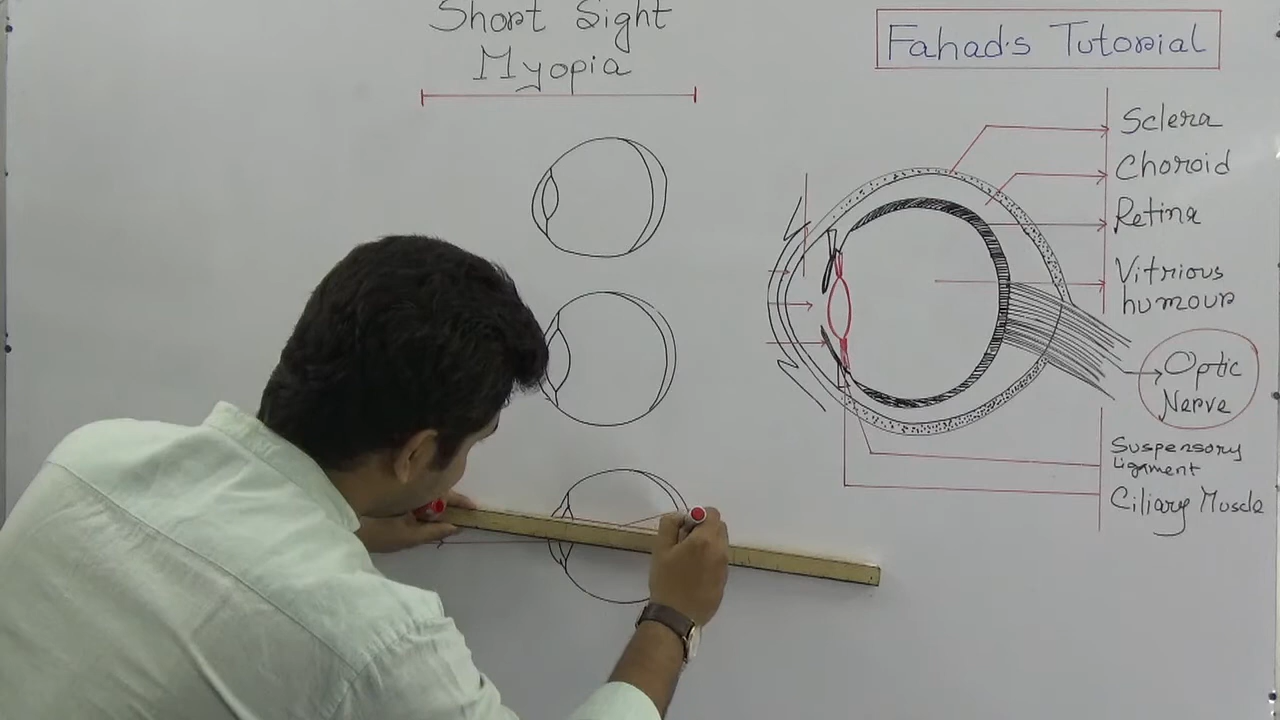 Short Sight
Myopia
Fahad's Tutorial
Sclera
Choroid
Retina
Vitrious
humour
Optic
Nerve
Suspensory
Ligament
Ciliary Muscle